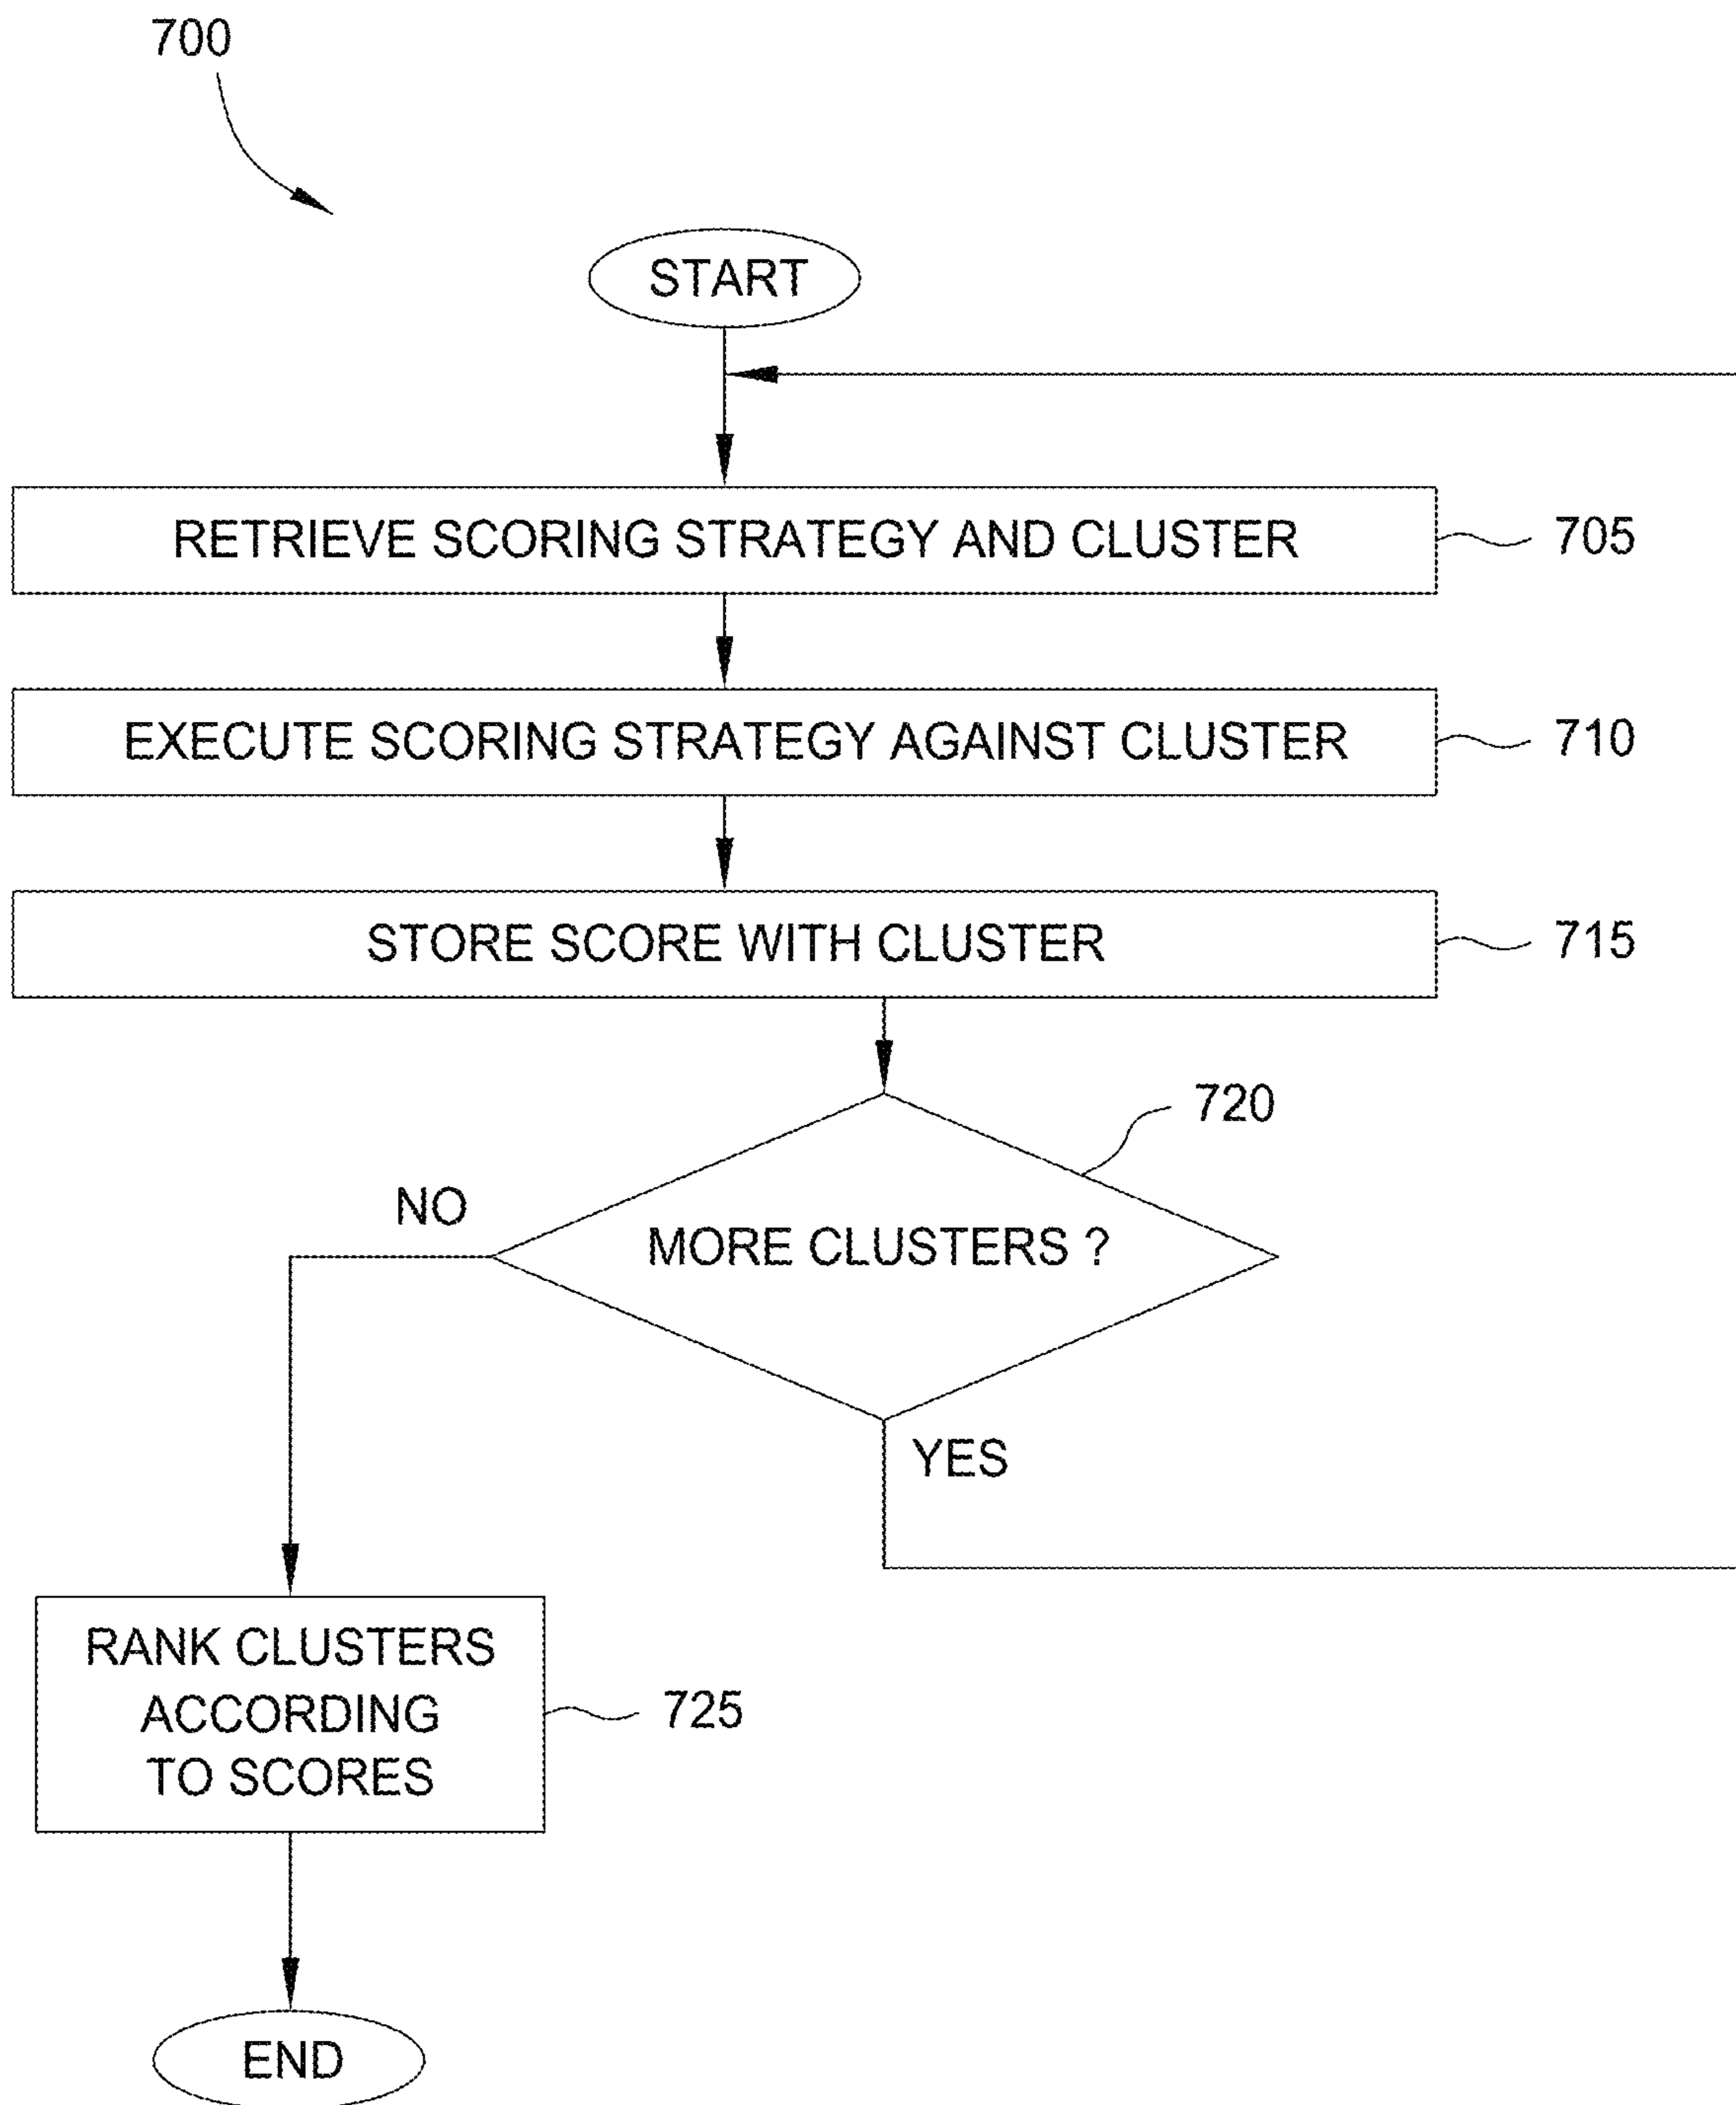 700
START
RETRIEVE SCORING STRATEGY AND CLUSTER
705
EXECUTE SCORING STRATEGY AGAINST CLUSTER
710
STORE SCORE WITH CLUSTER
715
720
NO
MORE CLUSTERS ?
YES
RANK CLUSTERS
ACCORDING
TO SCORES
725
END